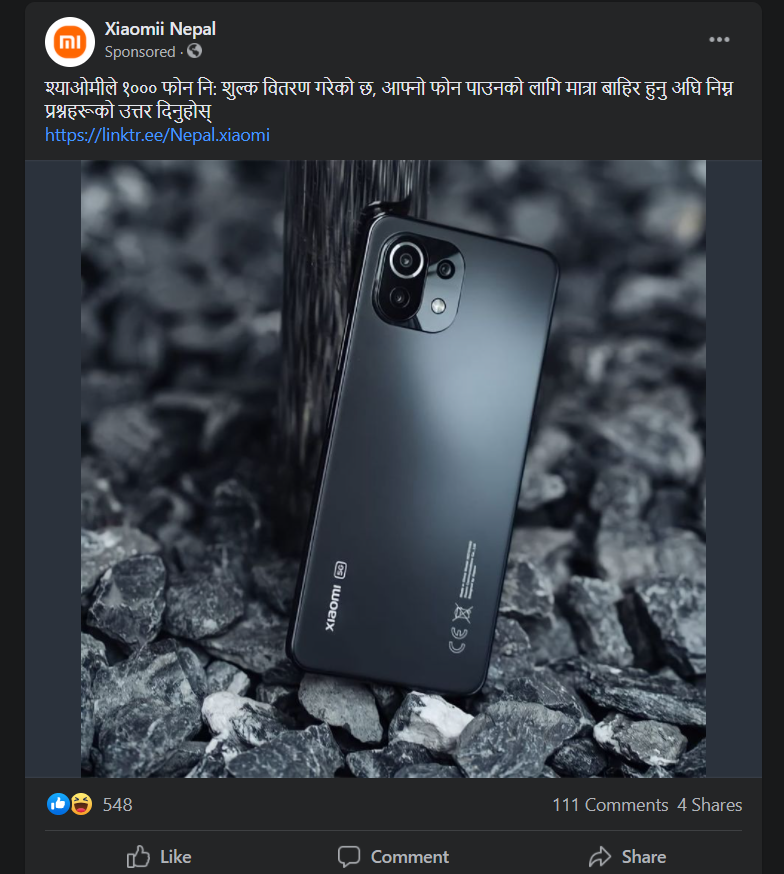 Xiaomii Nepal
Sponsored ·
श्याओमीले १००० फोन नि: शुल्क वितरण गरेको छ, आफ्नो फोन पाउनको लागि मात्रा बाहिर हुनु अघि निम्न
प्रश्नहरूको उत्तर दिनुहोस्
https://linktr.ee/Nepal.xiaomi
xiaomi 5G
548
111 Comments 4 Shares
Like Comment Share